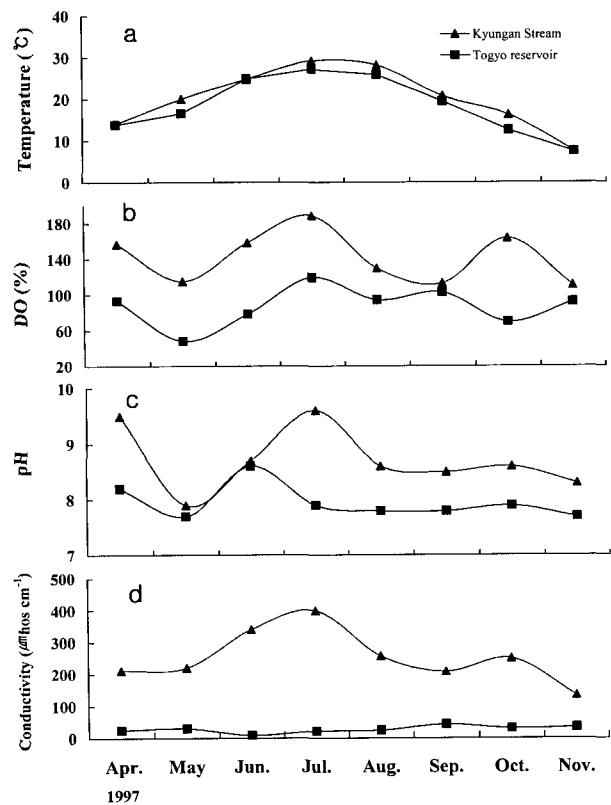 a
Kyungan Stream
Togyo reservoir
Temperature (℃)
40
30
20
10
0
b
DO (%)
180
140
100
60
20
c
pH
10
9
8
7
d
Conductivity (㎛hos cm⁻¹)
500
400
300
200
100
0
Apr. May Jun. Jul. Aug. Sep. Oct. Nov.
1997